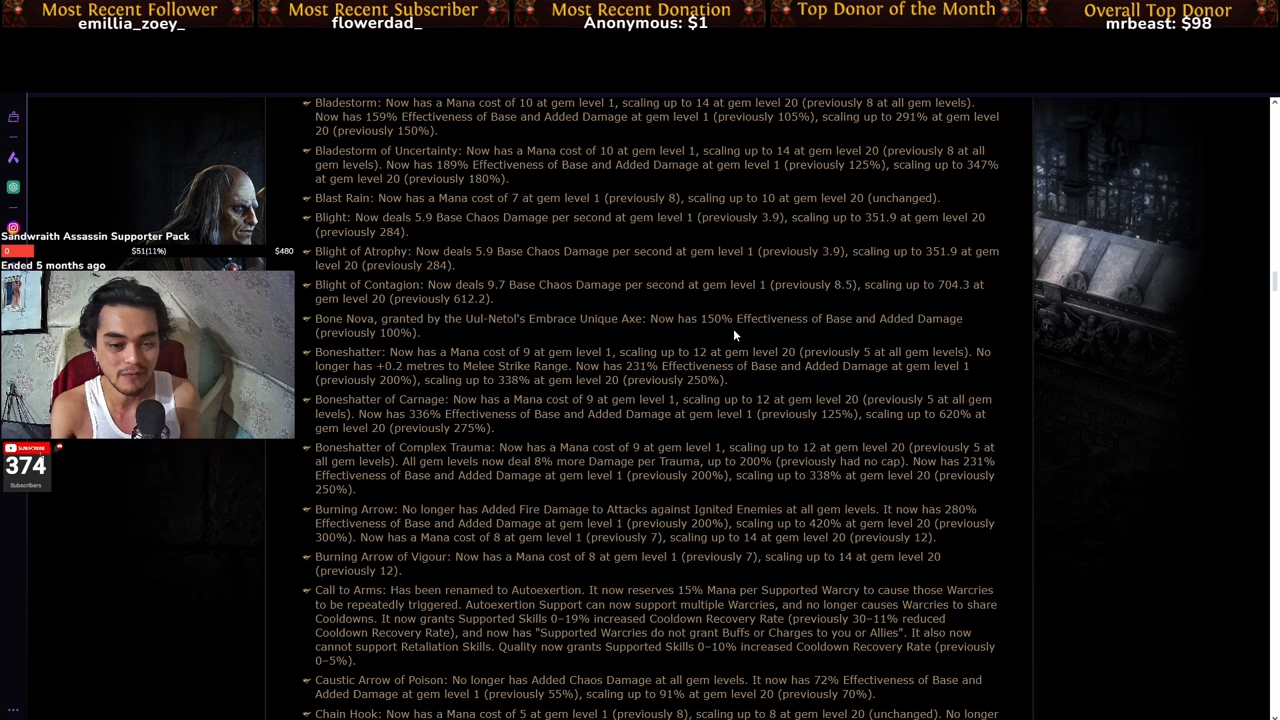 Most Recent Follower
emillia_zoey_
Most Recent Subscriber
flowerdad_
Most Recent Donation
Anonymous: $1
Top Donor of the Month
Overall Top Donor
mrbeast: $98
Bladestorm: Now has a Mana cost of 10 at gem level 1, scaling up to 14 at gem level 20 (previously 8 at all gem levels).
Now has 159% Effectiveness of Base and Added Damage at gem level 1 (previously 105%), scaling up to 291% at gem level
20 (previously 150%).
Bladestorm of Uncertainty: Now has a Mana cost of 10 at gem level 1, scaling up to 14 at gem level 20 (previously 8 at all
gem levels). Now has 189% Effectiveness of Base and Added Damage at gem level 1 (previously 125%), scaling up to 347%
at gem level 20 (previously 180%).
Blast Rain: Now has a Mana cost of 7 at gem level 1 (previously 8), scaling up to 10 at gem level 20 (unchanged).
Blight: Now deals 5.9 Base Chaos Damage per second at gem level 1 (previously 3.9), scaling up to 351.9 at gem level 20
(previously 284).
Blight of Atrophy: Now deals 5.9 Base Chaos Damage per second at gem level 1 (previously 3.9), scaling up to 351.9 at gem
level 20 (previously 284).
Blight of Contagion: Now deals 9.7 Base Chaos Damage per second at gem level 1 (previously 8.5), scaling up to 704.3 at
gem level 20 (previously 612.2).
Bone Nova, granted by the Uul-Netol's Embrace Unique Axe: Now has 150% Effectiveness of Base and Added Damage
(previously 100%).
Boneshatter: Now has a Mana cost of 9 at gem level 1, scaling up to 12 at gem level 20 (previously 5 at all gem levels). No
longer has +0.2 metres to Melee Strike Range. Now has 231% Effectiveness of Base and Added Damage at gem level 1
(previously 200%), scaling up to 338% at gem level 20 (previously 250%).
Boneshatter of Carnage: Now has a Mana cost of 9 at gem level 1, scaling up to 12 at gem level 20 (previously 5 at all gem
levels). Now has 336% Effectiveness of Base and Added Damage at gem level 1 (previously 125%), scaling up to 620% at
gem level 20 (previously 275%).
Boneshatter of Complex Trauma: Now has a Mana cost of 9 at gem level 1, scaling up to 12 at gem level 20 (previously 5 at
all gem levels). All gem levels now deal 8% more Damage per Trauma, up to 200% (previously had no cap). Now has 231%
Effectiveness of Base and Added Damage at gem level 1 (previously 200%), scaling up to 338% at gem level 20 (previously
250%).
Burning Arrow: No longer has Added Fire Damage to Attacks against Ignited Enemies at all gem levels. It now has 280%
Effectiveness of Base and Added Damage at gem level 1 (previously 200%), scaling up to 420% at gem level 20 (previously
300%). Now has a Mana cost of 8 at gem level 1 (previously 7), scaling up to 14 at gem level 20 (previously 12).
Burning Arrow of Vigour: Now has a Mana cost of 8 at gem level 1 (previously 7), scaling up to 14 at gem level 20
(previously 12).
Call to Arms: Has been renamed to Autoexertion. It now reserves 15% Mana per Supported Warcry to cause those Warcries
to be repeatedly triggered. Autoexertion Support can now support multiple Warcries, and no longer causes Warcries to share
Cooldowns. It now grants Supported Skills 0–19% increased Cooldown Recovery Rate (previously 30–11% reduced
Cooldown Recovery Rate), and now has "Supported Warcries do not grant Buffs or Charges to you or Allies". It also now
cannot support Retaliation Skills. Quality now grants Supported Skills 0–10% increased Cooldown Recovery Rate (previously
0–5%).
Caustic Arrow of Poison: No longer has Added Chaos Damage at all gem levels. It now has 72% Effectiveness of Base and
Added Damage at gem level 1 (previously 55%), scaling up to 91% at gem level 20 (previously 70%).
Chain Hook: Now has a Mana cost of 5 at gem level 1 (previously 8), scaling up to 8 at gem level 20 (unchanged). No longer
Sandwraith Assassin Supporter Pack
0
$51(11%)
$480
Ended 5 months ago
SUBSCRIBE
374
Subscribers